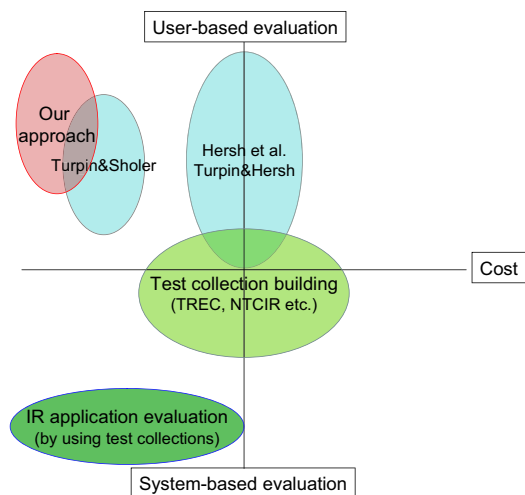 User-based evaluation
Our
approach
Turpin&Sholer
Hersh et al.
Turpin&Hersh
Cost
Test collection building
(TREC, NTCIR etc.)
IR application evaluation
(by using test collections)
System-based evaluation